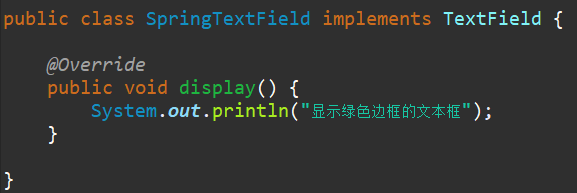 public class SpringTextField implements TextField {
@Override
public void display() {
System.out.println("显示绿色边框的文本框");
}
}